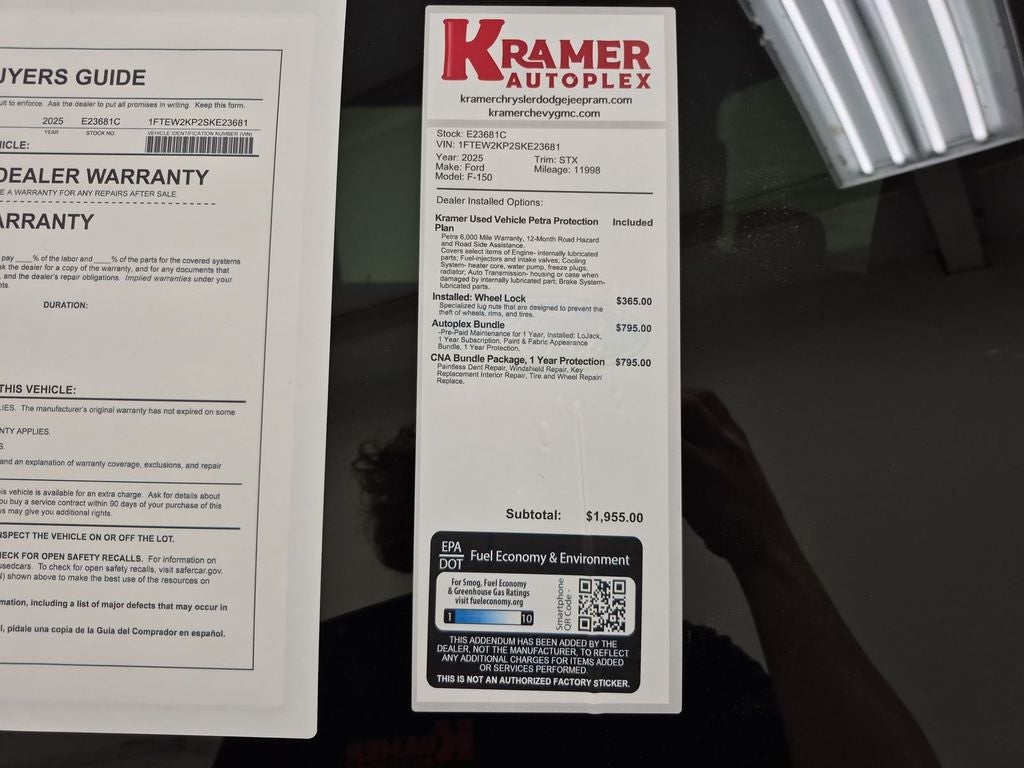 UYERS GUIDE
ult to enforce. Ask the dealer to put all promises in writing. Keep this form.
2025 E23681C 1FTEW2KP2SKE23681
YEAR STOCK NO. VEHICLE IDENTIFICATION NUMBER (VIN)
HICLE:
DEALER WARRANTY
E A WARRANTY FOR ANY REPAIRS AFTER SALE.
ARRANTY
pay ____% of the labor and ____% of the parts for the covered systems
sk the dealer for a copy of the warranty, and for any documents that
, and the dealer's repair obligations. Implied warranties under your
nts.
DURATION:
THIS VEHICLE:
LIES. The manufacturer's original warranty has not expired on some
NTY APPLIES.
S.
and an explanation of warranty coverage, exclusions, and repair
is vehicle is available for an extra charge. Ask for details about
ou buy a service contract within 90 days of your purchase of this
ws may give you additional rights.
NSPECT THE VEHICLE ON OR OFF THE LOT.
HECK FOR OPEN SAFETY RECALLS. For information on
usedcars. To check for open safety recalls, visit safercar.gov.
N) shown above to make the best use of the resources on
mation, including a list of major defects that may occur in
l, pídale una copia de la Guía del Comprador en español.
KRAMER
AUTOPLEX
kramerchryslerdodgejeepram.com
kramerchevygmc.com
Stock: E23681C
VIN: 1FTEW2KP2SKE23681
Year: 2025 Trim: STX
Make: Ford Mileage: 11998
Model: F-150
Dealer Installed Options:
Kramer Used Vehicle Petra Protection Included
Plan
Petra 6,000 Mile Warranty, 12-Month Road Hazard
and Road Side Assistance.
Covers select items of Engine- internally lubricated
parts; Fuel-injectors and intake valves; Cooling
System- heater core, water pump, freeze plugs,
radiator; Auto Transmission- housing or case when
damaged by internally lubricated part; Brake System-
lubricated parts.
Installed: Wheel Lock $365.00
Specialized lug nuts that are designed to prevent the
theft of wheels, rims, and tires.
Autoplex Bundle $795.00
-Pre-Paid Maintenance for 1 Year, Installed: LoJack,
1 Year Subscription, Paint & Fabric Appearance
Bundle, 1 Year Protection,
CNA Bundle Package, 1 Year Protection $795.00
Paintless Dent Repair, Windshield Repair, Key
Replacement Interior Repair, Tire and Wheel Repair/
Replace.
Subtotal: $1,955.00
EPA
DOT Fuel Economy & Environment
For Smog, Fuel Economy
& Greenhouse Gas Ratings
visit fueleconomy.org
1 10
Smartphone
QR Code -
THIS ADDENDUM HAS BEEN ADDED BY THE
DEALER, NOT THE MANUFACTURER, TO REFLECT
ANY ADDITIONAL CHARGES FOR ITEMS ADDED
OR SERVICES PERFORMED.
THIS IS NOT AN AUTHORIZED FACTORY STICKER.